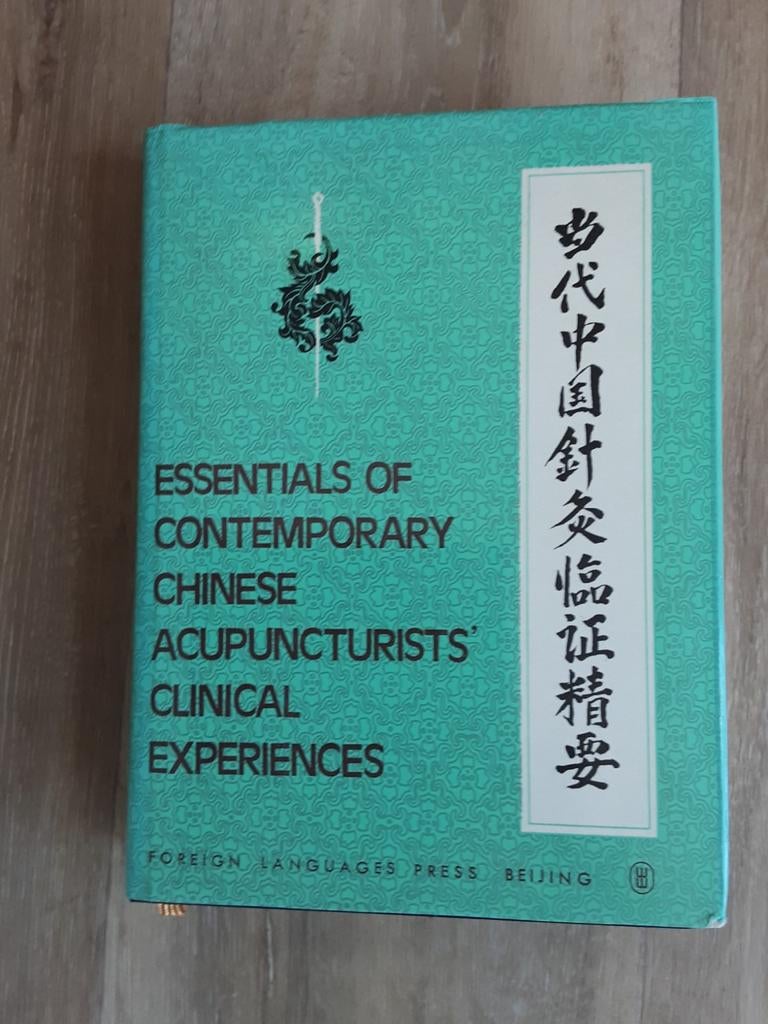 ESSENTIALS OF
CONTEMPORARY
CHINESE
ACUPUNCTURISTS'
CLINICAL
EXPERIENCES
当代中国針灸临证精要
FOREIGN LANGUAGES PRESS BEIJING